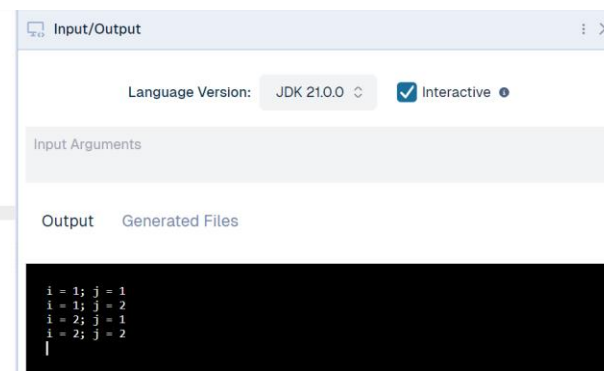 Input/Output
Language Version: JDK 21.0.0 Interactive
Input Arguments
Output Generated Files
i = 1; j = 1
i = 1; j = 2
i = 2; j = 1
i = 2; j = 2